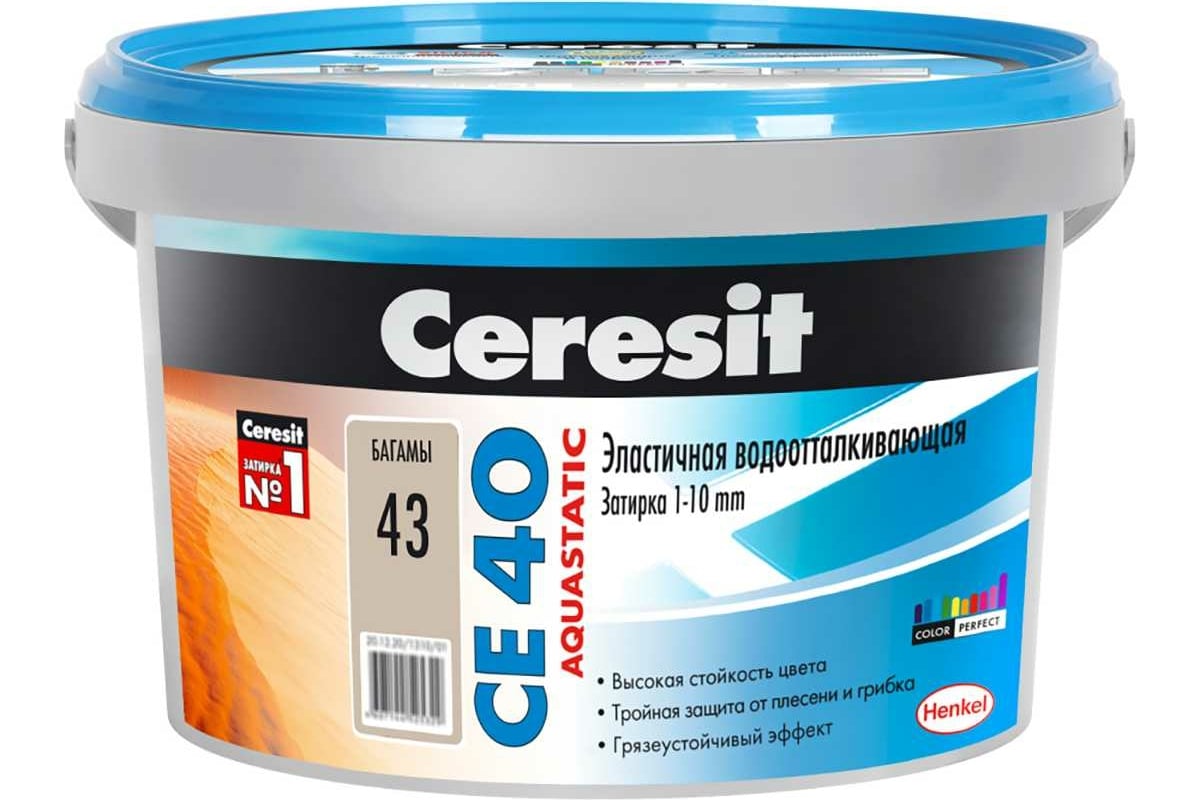 Ceresit
Ceresit
ЗАТИРКА
№1
БАГАМЫ
43
CE 40
AQUASTATIC
Эластичная водоотталкивающая
Затирка 1-10 mm
COLOR PERFECT
• Высокая стойкость цвета
• Тройная защита от плесени и грибка
• Грязеустойчивый эффект
Henkel